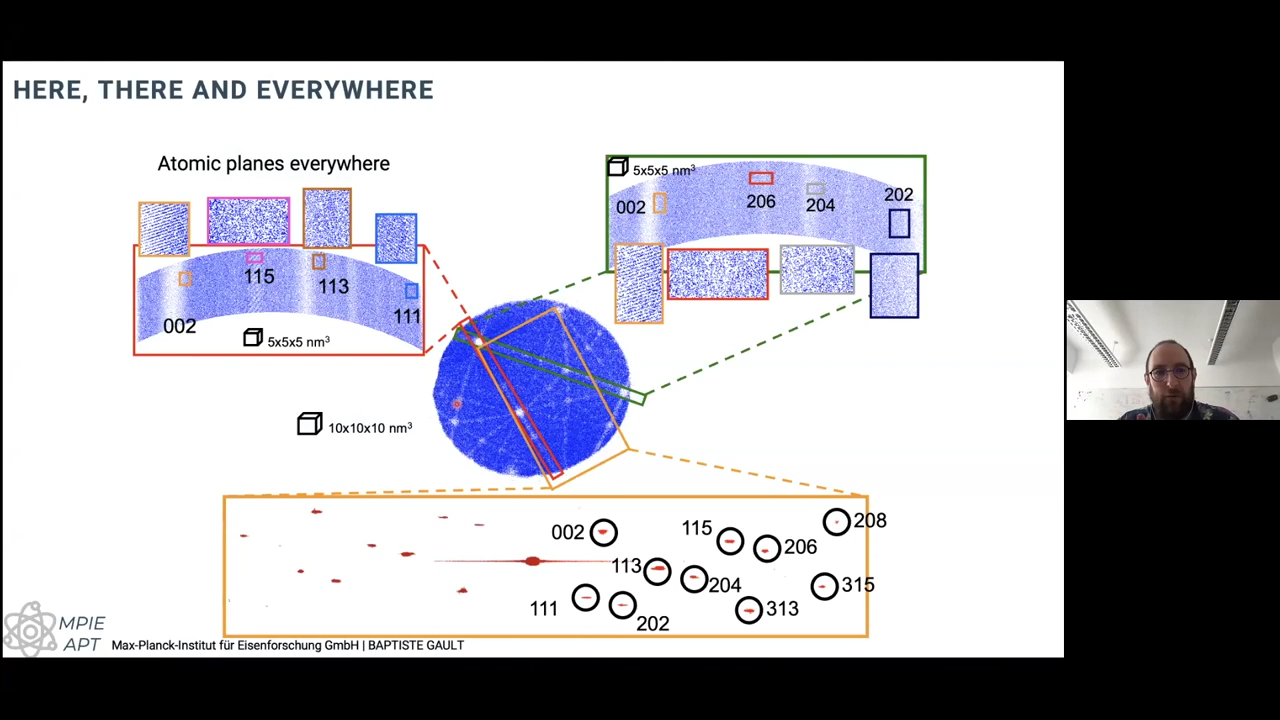 HERE, THERE AND EVERYWHERE
Atomic planes everywhere
002
115
113
111
5x5x5 nm³
5x5x5 nm³
002
206
204
202
10x10x10 nm³
002
115
208
206
113
204
315
111
202
313
MPIE
APT
Max-Planck-Institut für Eisenforschung GmbH | BAPTISTE GAULT